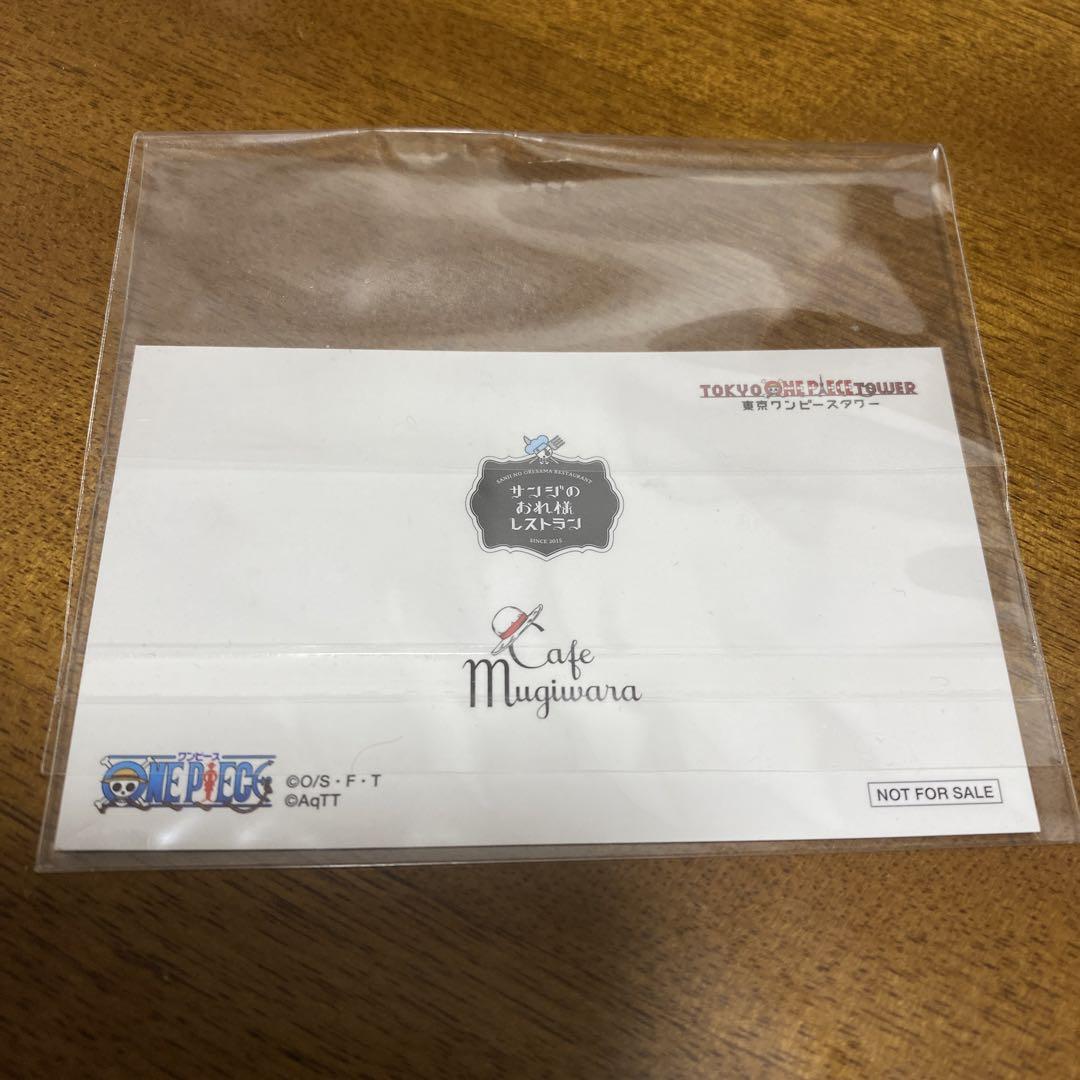 TOKYO ONE PIECE TOWER
東京ワンピースタワー
SANJI NO ORESAMA RESTAURANT
サンジの
おれ様
レストラン
SINCE 2015
Cafe
Mugiwara
ワンピース
ONE PIECE
©O/S・F・T
©AqTT
NOT FOR SALE